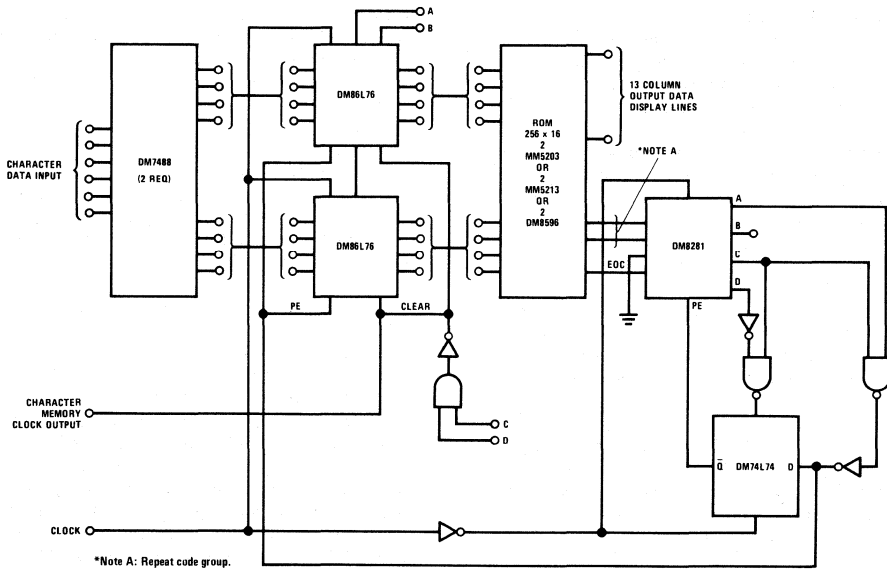 A
B
DM86L76
CHARACTER
DATA INPUT
DM7488
(2 REQ)
ROM
256 x 16
2
MM5203
OR
2
MM5213
OR
2
DM8596
13 COLUMN
OUTPUT DATA
DISPLAY LINES
*NOTE A
DM86L76
EOC
DM8281
A
B
C
D
PE
PE
CLEAR
CHARACTER
MEMORY
CLOCK OUTPUT
C
D
Q
DM74L74
D
CLOCK
*Note A: Repeat code group.